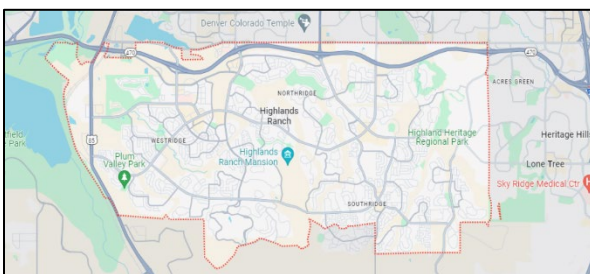 Denver Colorado Temple
470
470
ACRES GREEN
NORTHRIDGE
Highlands
Ranch
85
WESTRIDGE
Highland Heritage
Regional Park
Heritage Hills
Highlands
Ranch Mansion
Plum
Valley Park
Lone Tree
Sky Ridge Medical Ctr
SOUTHRIDGE
Park